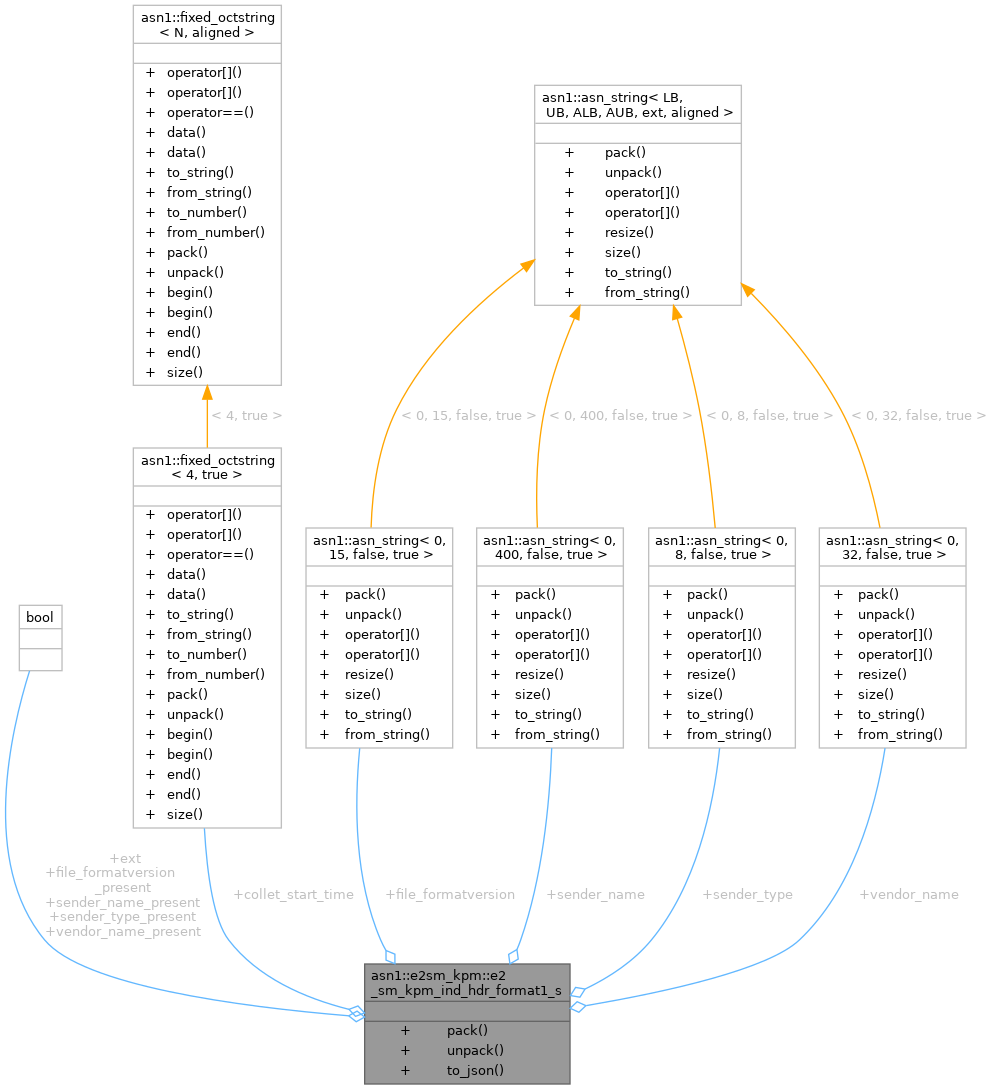 asn1::fixed_octstring
< N, aligned >
+ operator[]()
+ operator[]()
+ operator==()
+ data()
+ data()
+ to_string()
+ from_string()
+ to_number()
+ from_number()
+ pack()
+ unpack()
+ begin()
+ begin()
+ end()
+ end()
+ size()
asn1::asn_string< LB,
UB, ALB, AUB, ext, aligned >
+ pack()
+ unpack()
+ operator[]()
+ operator[]()
+ resize()
+ size()
+ to_string()
+ from_string()
< 4, true >
< 0, 15, false, true >
< 0, 400, false, true >
< 0, 8, false, true >
< 0, 32, false, true >
asn1::fixed_octstring
< 4, true >
+ operator[]()
+ operator[]()
+ operator==()
+ data()
+ data()
+ to_string()
+ from_string()
+ to_number()
+ from_number()
+ pack()
+ unpack()
+ begin()
+ begin()
+ end()
+ end()
+ size()
asn1::asn_string< 0,
15, false, true >
+ pack()
+ unpack()
+ operator[]()
+ operator[]()
+ resize()
+ size()
+ to_string()
+ from_string()
asn1::asn_string< 0,
400, false, true >
+ pack()
+ unpack()
+ operator[]()
+ operator[]()
+ resize()
+ size()
+ to_string()
+ from_string()
asn1::asn_string< 0,
8, false, true >
+ pack()
+ unpack()
+ operator[]()
+ operator[]()
+ resize()
+ size()
+ to_string()
+ from_string()
asn1::asn_string< 0,
32, false, true >
+ pack()
+ unpack()
+ operator[]()
+ operator[]()
+ resize()
+ size()
+ to_string()
+ from_string()
bool
+ext
+file_formatversion
_present
+sender_name_present
+sender_type_present
+vendor_name_present
+collet_start_time
+file_formatversion
+sender_name
+sender_type
+vendor_name
asn1::e2sm_kpm::e2
_sm_kpm_ind_hdr_format1_s
+ pack()
+ unpack()
+ to_json()